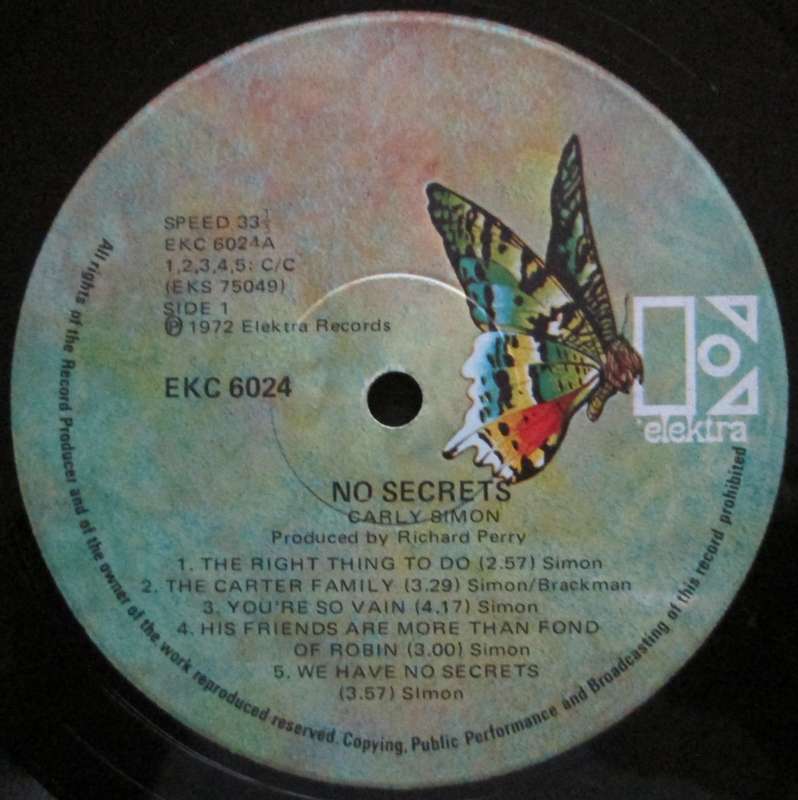 SPEED 33⅓
EKC 6024A
1,2,3,4,5: C/C
(EKS 75049)
SIDE 1
Ⓟ 1972 Elektra Records
EKC 6024
elektra
NO SECRETS
CARLY SIMON
Produced by Richard Perry
1. THE RIGHT THING TO DO (2.57) Simon
2. THE CARTER FAMILY (3.29) Simon/Brackman
3. YOU'RE SO VAIN (4.17) Simon
4. HIS FRIENDS ARE MORE THAN FOND
OF ROBIN (3.00) Simon
5. WE HAVE NO SECRETS
(3.57) Simon
All rights of the Record Producer and of the owner of the work reproduced reserved. Copying, Public Performance and Broadcasting of this record prohibited